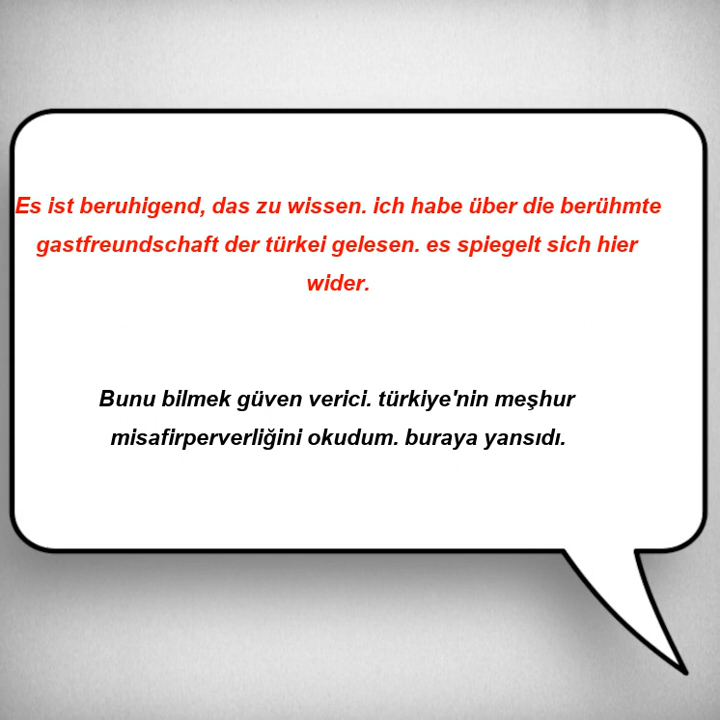 Es ist beruhigend, das zu wissen. ich habe über die berühmte
gastfreundschaft der türkei gelesen. es spiegelt sich hier
wider.
Bunu bilmek güven verici. türkiye'nin meşhur
misafirperverliğini okudum. buraya yansıdı.